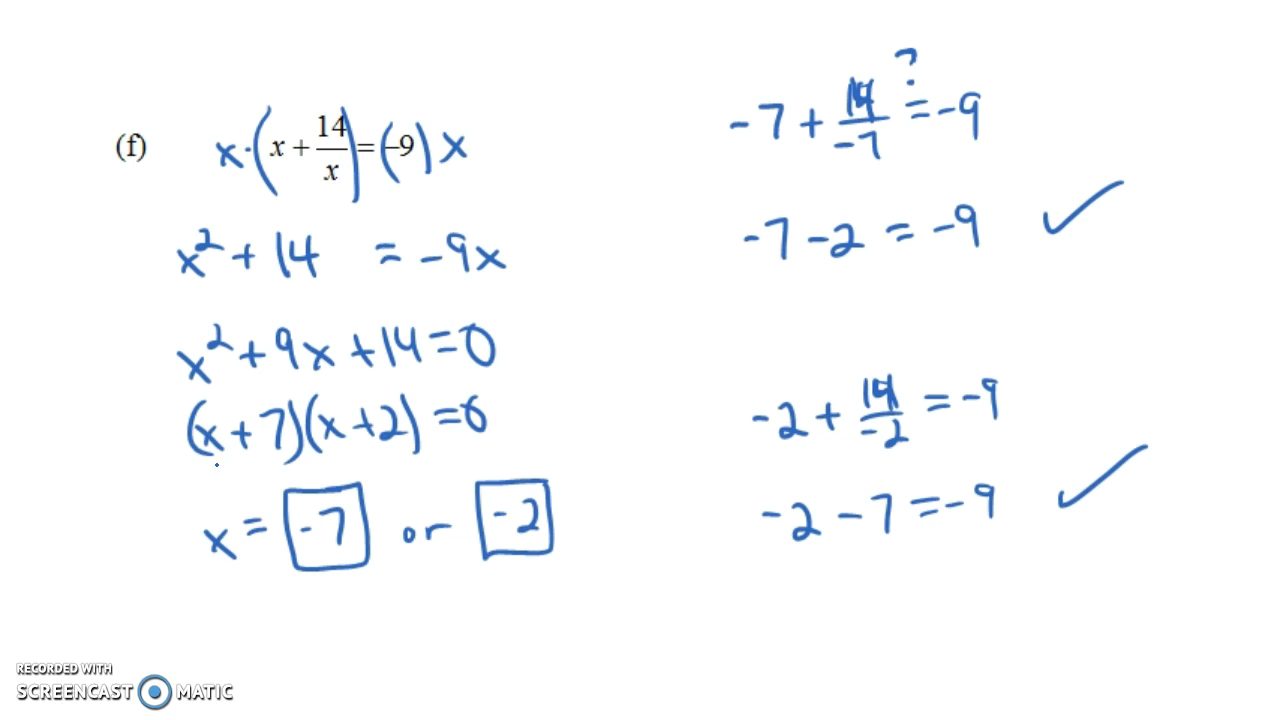 (f) x·(x + 14/x) = (-9)x
x² + 14 = -9x
x² + 9x + 14 = 0
(x + 7)(x + 2) = 0
x = -7 or -2
-7 + 14/-7 ?= -9
-7 - 2 = -9 ✓
-2 + 14/-2 = -9
-2 - 7 = -9 ✓
RECORDED WITH
SCREENCAST MATIC